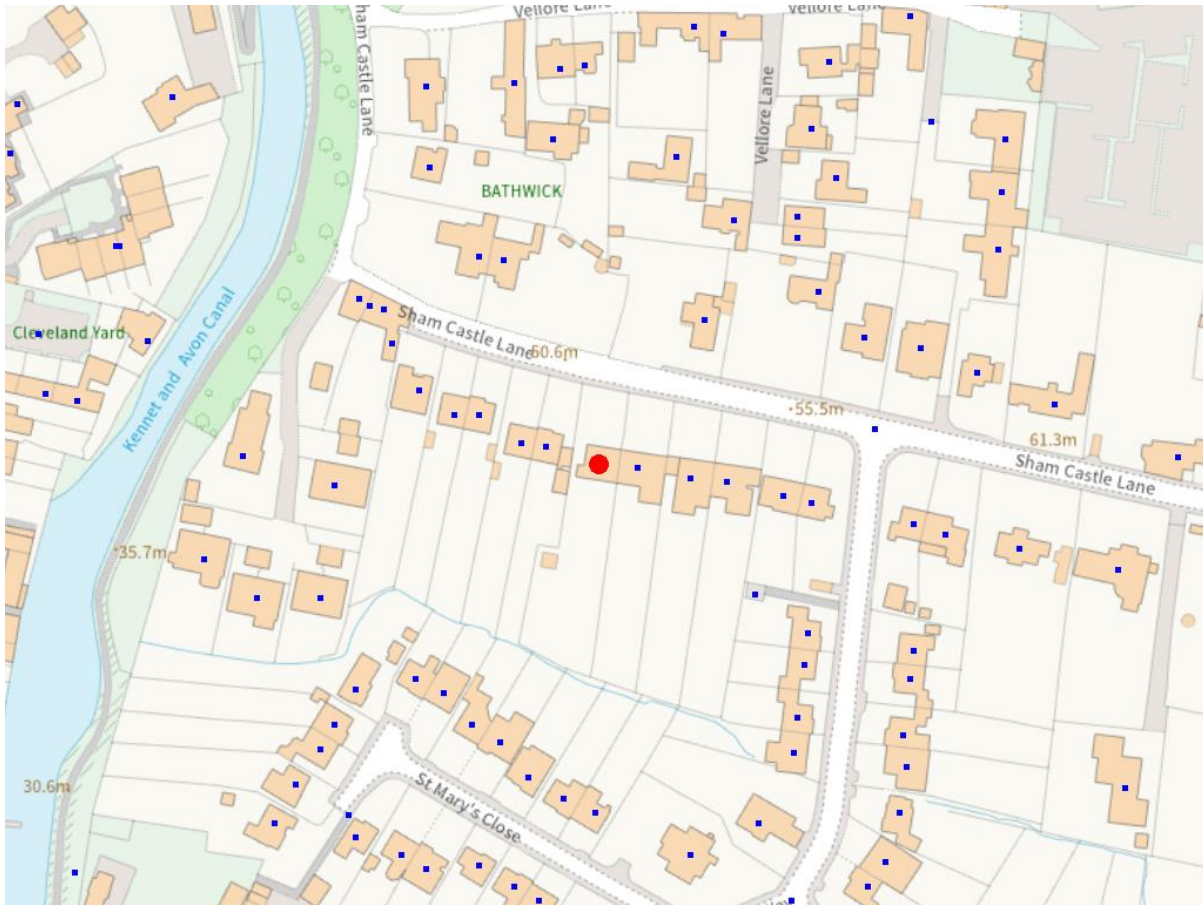 Vellore Lane
Vellore Lane
ham Castle Lane
Vellore Lane
BATHWICK
Cleveland Yard
Kennet and Avon Canal
Sham Castle Lane
60.6m
55.5m
61.3m
Sham Castle Lane
35.7m
30.6m
St Mary's Close